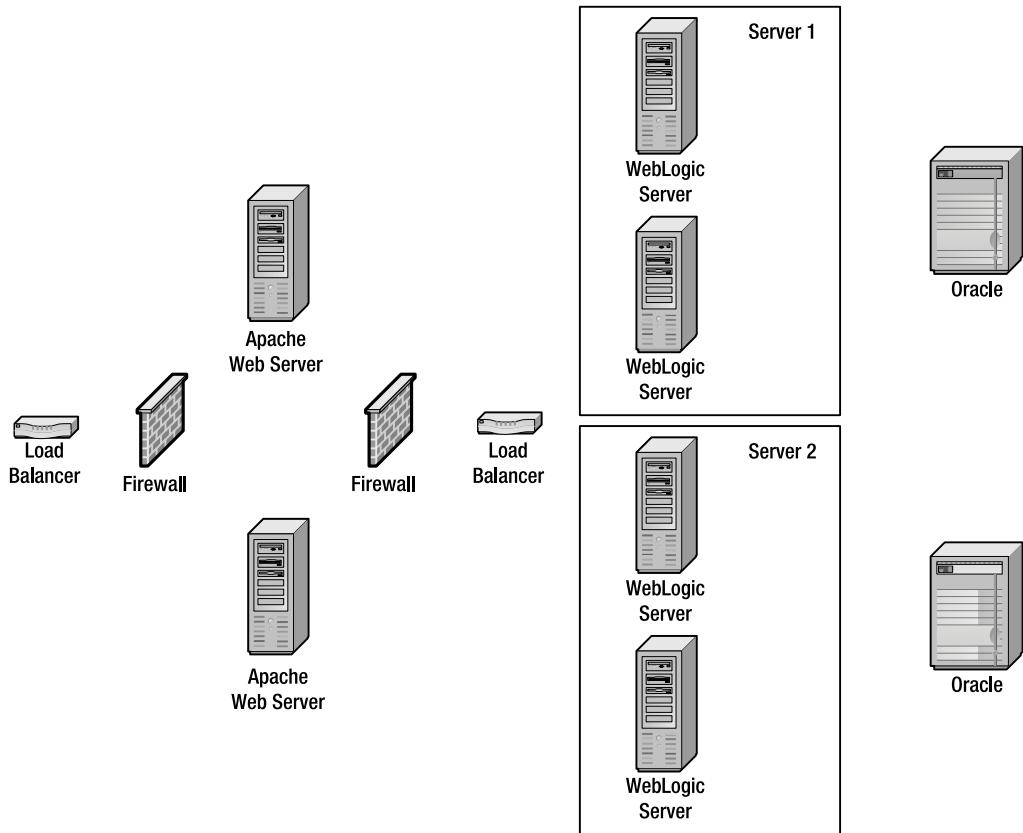 Server 1
WebLogic
Server
WebLogic
Server
Oracle
Apache
Web Server
Load
Balancer
Firewall
Firewall
Load
Balancer
Server 2
WebLogic
Server
WebLogic
Server
Oracle
Apache
Web Server